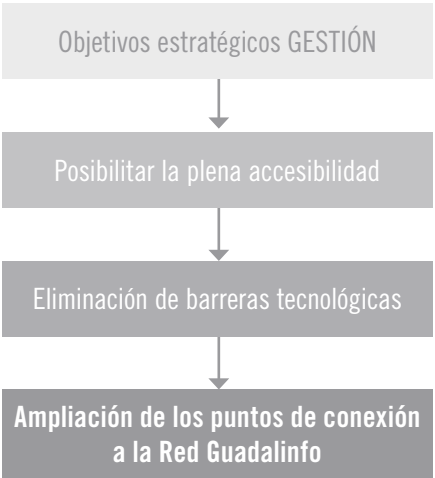 Objetivos estratégicos GESTIÓN
Posibilitar la plena accesibilidad
Eliminación de barreras tecnológicas
Ampliación de los puntos de conexión
a la Red Guadalinfo